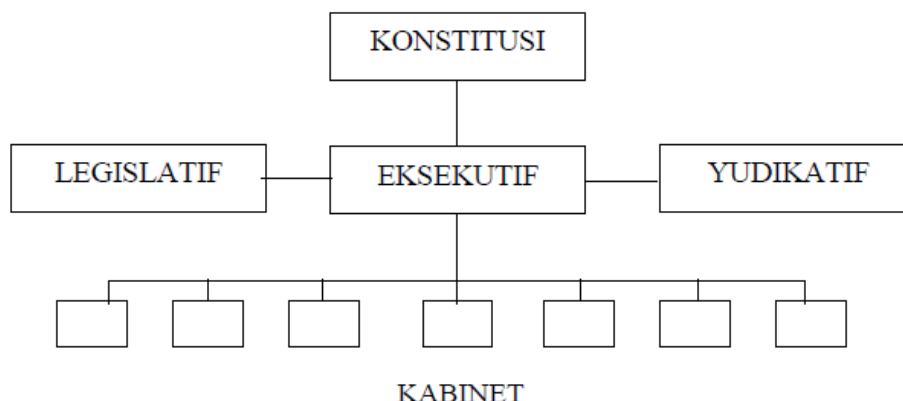 KONSTITUSI
LEGISLATIF
EKSEKUTIF
YUDIKATIF
KABINET